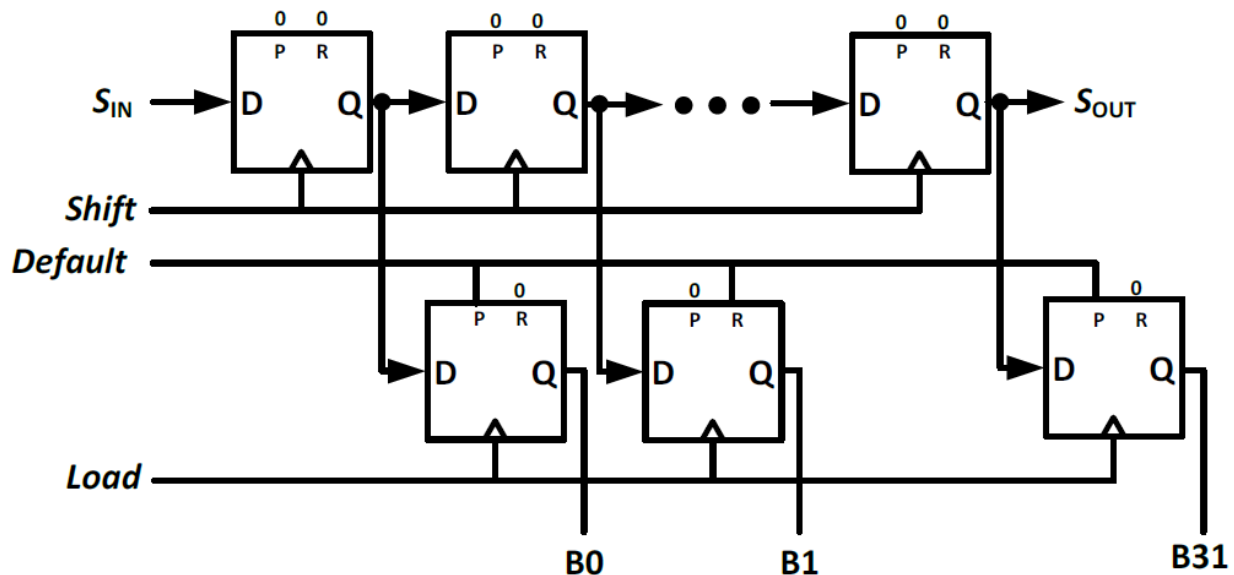 0 0 0 0 0 0
P R P R P R
S_IN D Q D Q D Q S_OUT
Shift
Default
0 0 0
P R P R P R
D Q D Q D Q
Load
B0 B1 B31